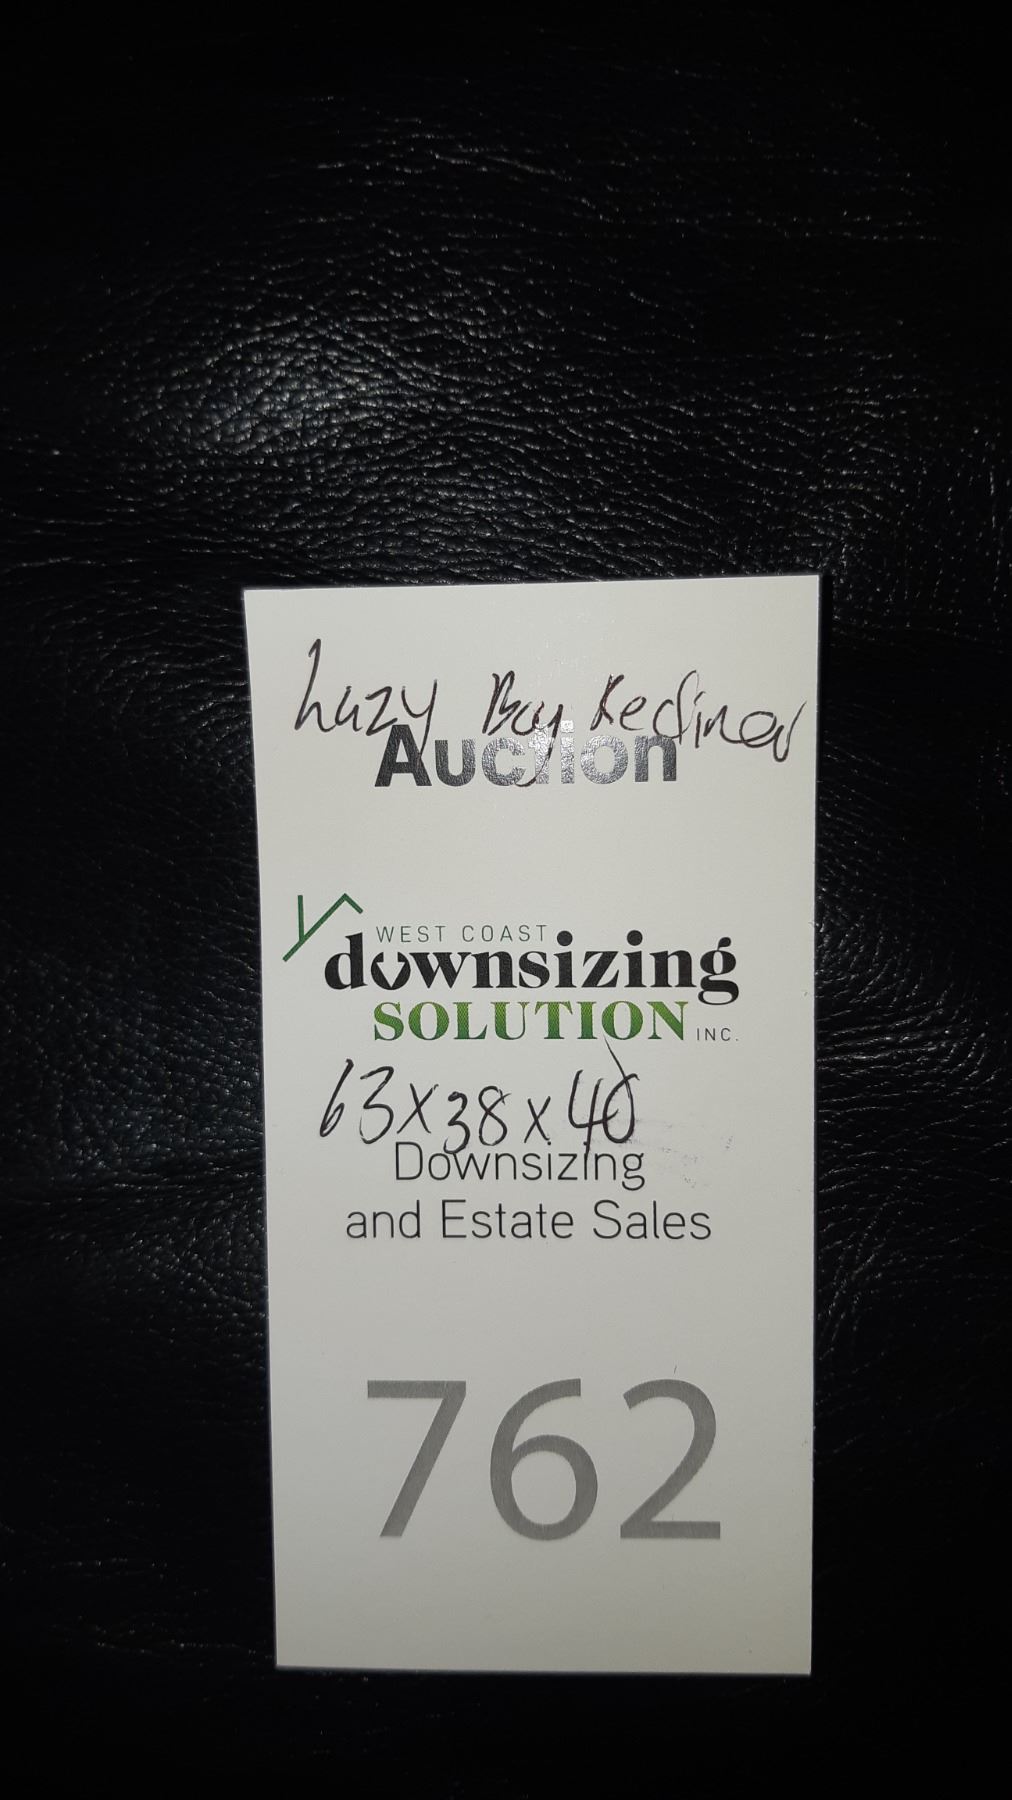 Lazy Boy Recliner
Auction
WEST COAST
downsizing
SOLUTION INC.
63x38x40
Downsizing
and Estate Sales
762